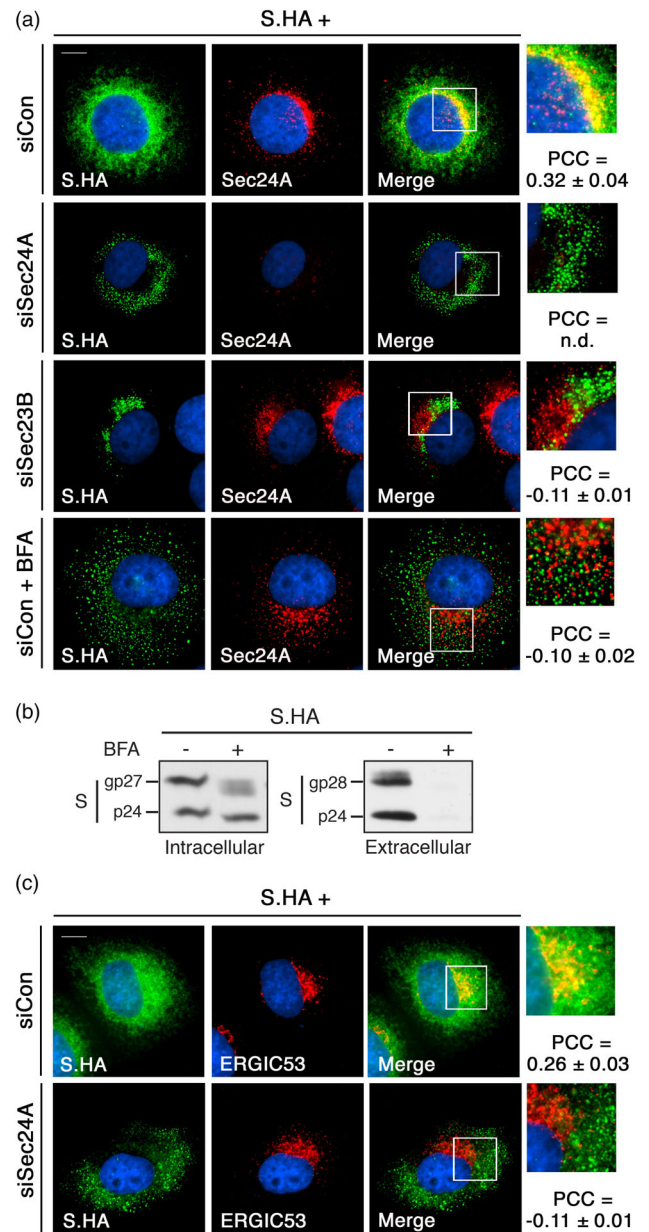 (a)
S.HA +
siCon
S.HA
Sec24A
Merge
PCC =
0.32 ± 0.04
siSec24A
S.HA
Sec24A
Merge
PCC =
n.d.
siSec23B
S.HA
Sec24A
Merge
PCC =
-0.11 ± 0.01
siCon + BFA
S.HA
Sec24A
Merge
PCC =
-0.10 ± 0.02
(b)
S.HA
BFA - + - +
S gp27 S gp28
p24 p24
Intracellular Extracellular
(c)
S.HA +
siCon
S.HA
ERGIC53
Merge
PCC =
0.26 ± 0.03
siSec24A
S.HA
ERGIC53
Merge
PCC =
-0.11 ± 0.01